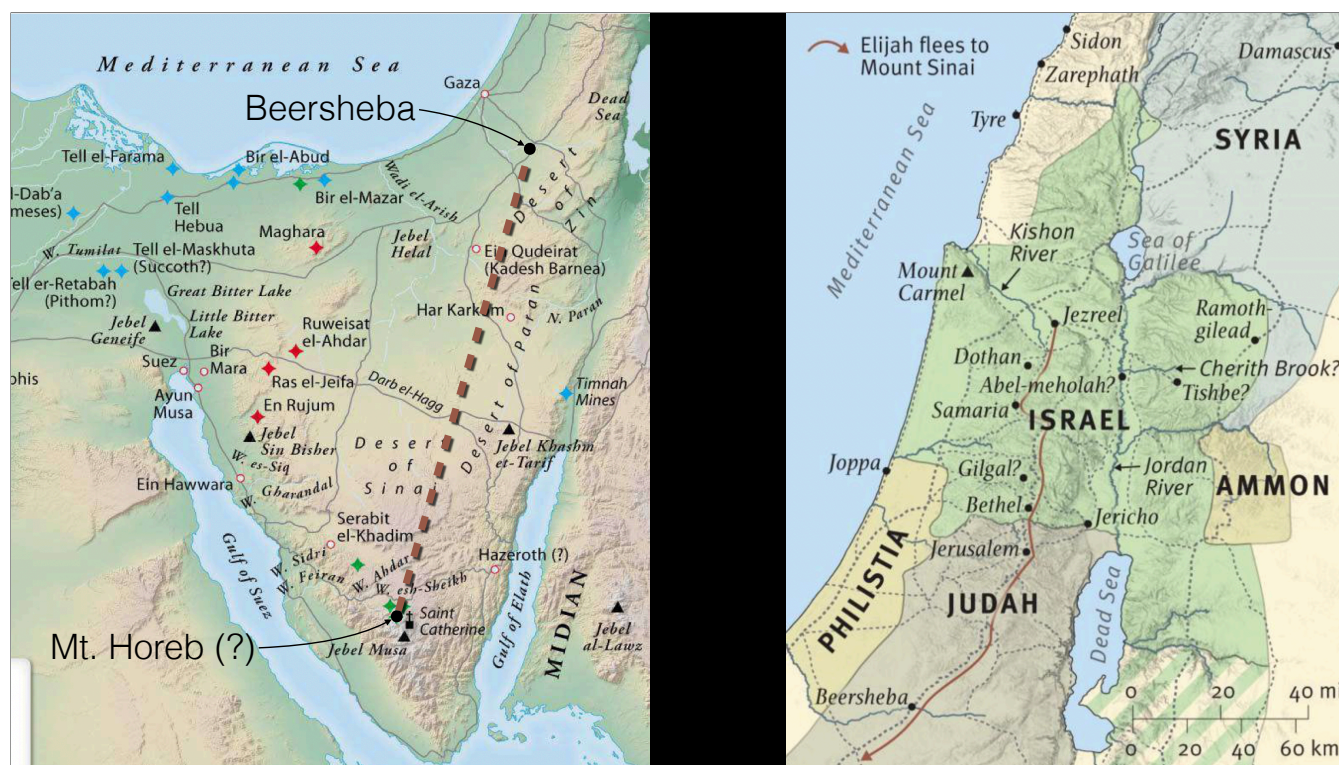 Mediterranean Sea
Gaza
Beersheba
Dead
Sea
Tell el-Farama
Bir el-Abud
l-Dab'a
meses)
Tell
Hebua
Bir el-Mazar
Wadi el-Arish
Desert
of
Zin
Maghara
Jebel
Helal
Ei
Qudeirat
(Kadesh Barnea)
W. Tumilat
Tell el-Maskhuta
(Succoth?)
Tell er-Retabah
(Pithom?)
Great Bitter Lake
Little Bitter
Lake
Har Kark
m
N. Paran
Desert of Paran
Jebel
Geneife
Ruweisat
el-Ahdar
Suez
Bir
Mara
phis
Ras el-Jeifa
Darb el-Hagg
Timnah
Mines
Ayun
Musa
En Rujum
Jebel
Sin Bisher
W. es-Siq
Deser
of
Sinai
Jebel Khashm
et-Tarif
Ein Hawwara
W. Gharandal
Serabit
el-Khadim
Hazeroth (?)
Gulf of Suez
W. Sidri
W. Feiran
W. Ahdar
W. esh-Sheikh
Gulf of Elath
MIDIAN
Saint
Catherine
Mt. Horeb (?)
Jebel Musa
Jebel
al-Lawz
Elijah flees to
Mount Sinai
Sidon
Damascus
Zarephath
Tyre
SYRIA
Mediterranean Sea
Kishon
River
Sea of
Galilee
Mount
Carmel
Ramoth-
gilead
Jezreel
Dothan
Cherith Brook?
Abel-meholah?
Tishbe?
Samaria
ISRAEL
Joppa
Gilgal?
Jordan
River
AMMON
Bethel
Jericho
Jerusalem
PHILISTIA
JUDAH
Dead Sea
Beersheba
0 20 40 mi
0 20 40 60 km